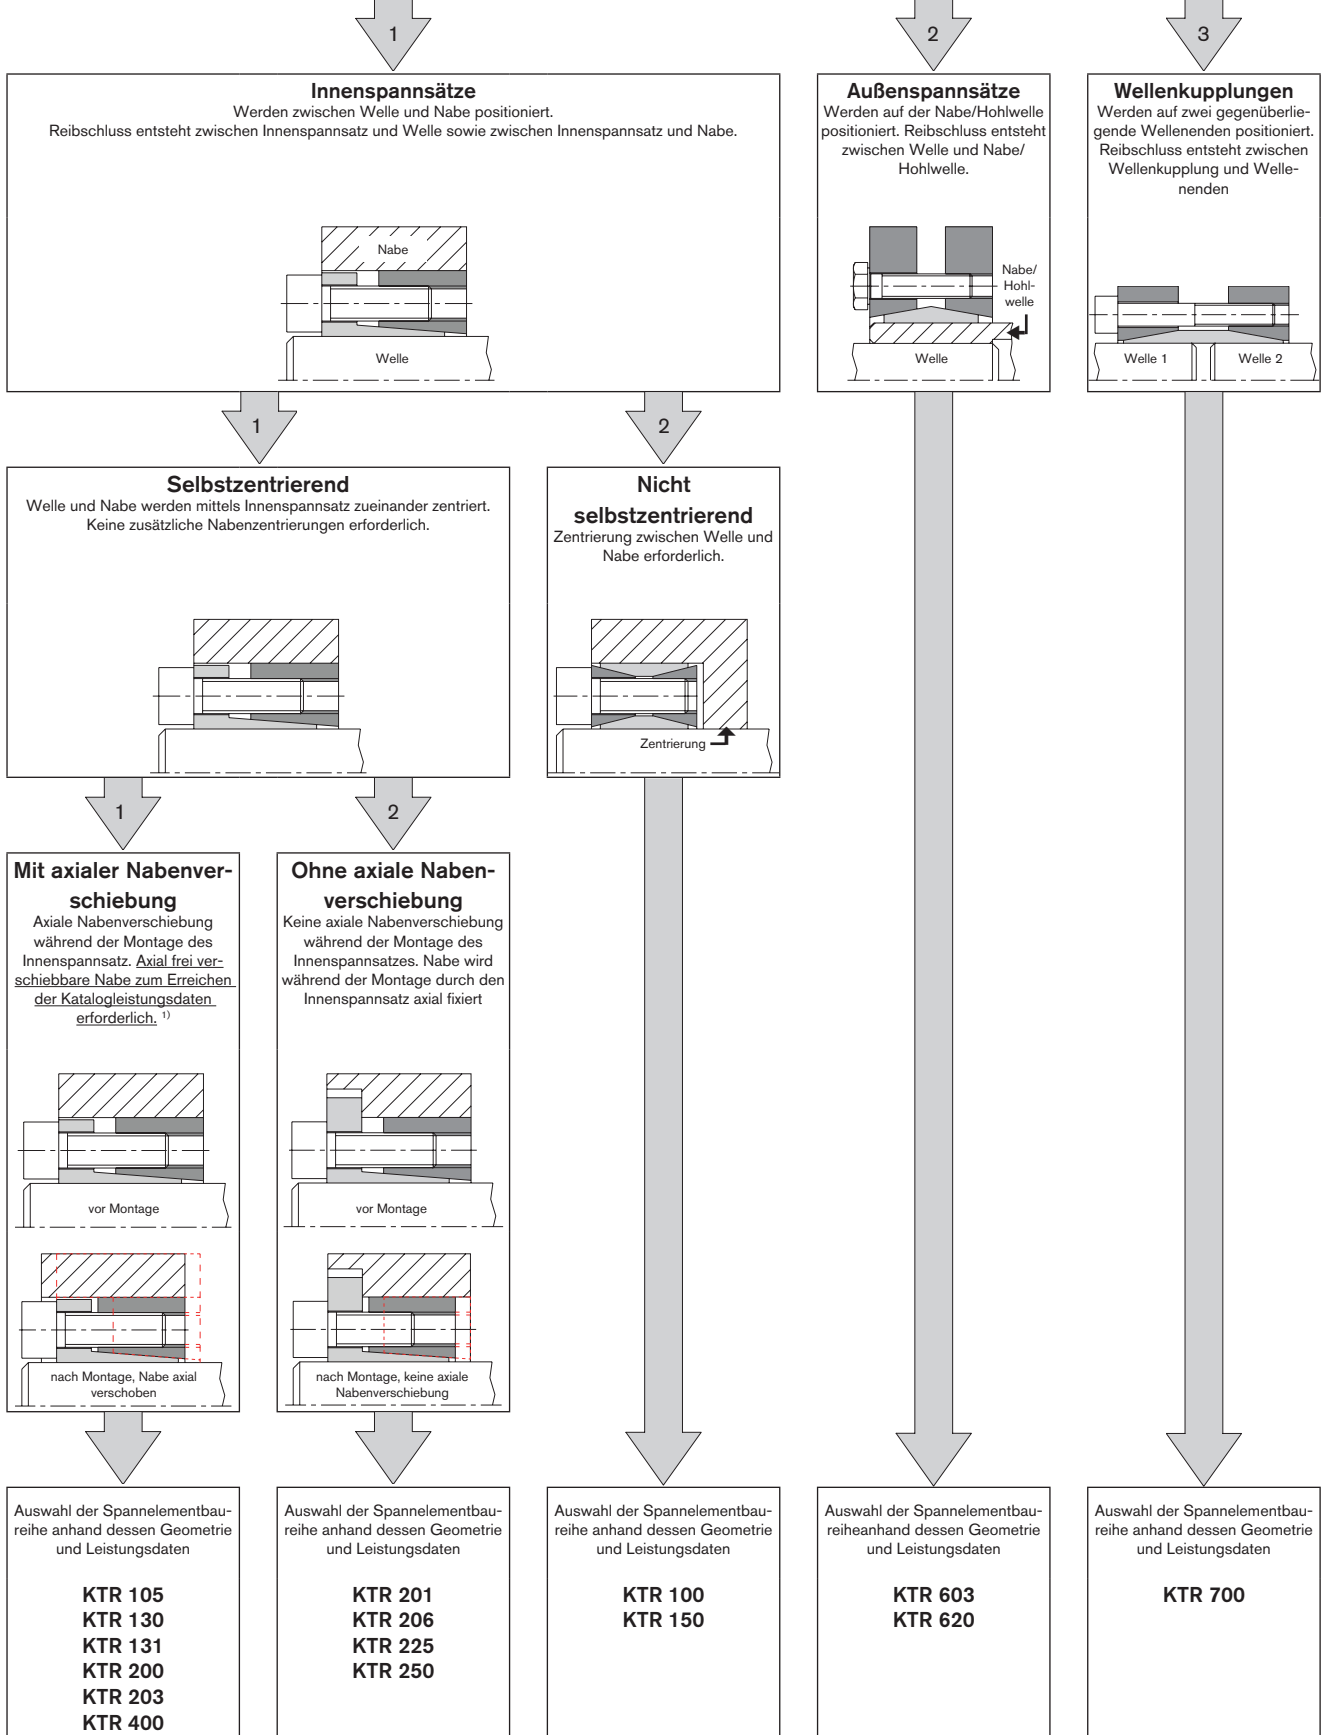 1
2
3
Innenspannsätze
Werden zwischen Welle und Nabe positioniert.
Reibschluss entsteht zwischen Innenspannsatz und Welle sowie zwischen Innenspannsatz und Nabe.
Nabe
Welle
Außenspannsätze
Werden auf der Nabe/Hohlwelle
positioniert. Reibschluss entsteht
zwischen Welle und Nabe/
Hohlwelle.
Nabe/
Hohl-
welle
Welle
Wellenkupplungen
Werden auf zwei gegenüberlie-
gende Wellenenden positioniert.
Reibschluss entsteht zwischen
Wellenkupplung und Welle-
nenden
Welle 1
Welle 2
1
2
Selbstzentrierend
Welle und Nabe werden mittels Innenspannsatz zueinander zentriert.
Keine zusätzliche Nabenzentrierungen erforderlich.
Nicht
selbstzentrierend
Zentrierung zwischen Welle und
Nabe erforderlich.
Zentrierung
1
2
Mit axialer Nabenver-
schiebung
Axiale Nabenverschiebung
während der Montage des
Innenspannsatz. Axial frei ver-
schiebbare Nabe zum Erreichen
der Katalogleistungsdaten
erforderlich. 1)
vor Montage
nach Montage, Nabe axial
verschoben
Ohne axiale Naben-
verschiebung
Keine axiale Nabenverschiebung
während der Montage des
Innenspannsatzes. Nabe wird
während der Montage durch den
Innenspannsatz axial fixiert
vor Montage
nach Montage, keine axiale
Nabenverschiebung
Auswahl der Spannelementbau-
reihe anhand dessen Geometrie
und Leistungsdaten
KTR 105
KTR 130
KTR 131
KTR 200
KTR 203
KTR 400
Auswahl der Spannelementbau-
reihe anhand dessen Geometrie
und Leistungsdaten
KTR 201
KTR 206
KTR 225
KTR 250
Auswahl der Spannelementbau-
reihe anhand dessen Geometrie
und Leistungsdaten
KTR 100
KTR 150
Auswahl der Spannelementbau-
reiheanhand dessen Geometrie
und Leistungsdaten
KTR 603
KTR 620
Auswahl der Spannelementbau-
reihe anhand dessen Geometrie
und Leistungsdaten
KTR 700